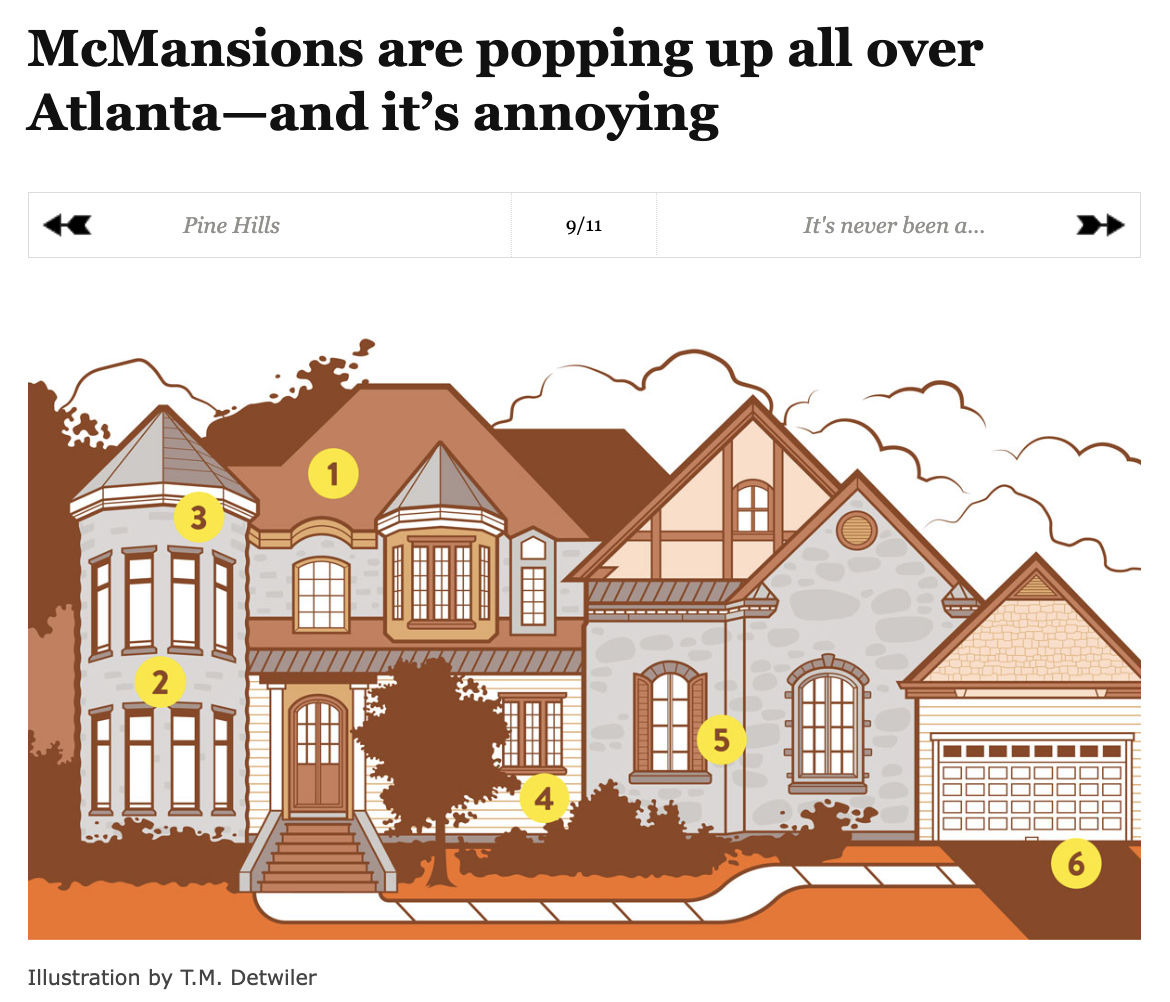 McMansions are popping up all over
Atlanta—and it’s annoying
Pine Hills
9/11
It's never been a...
1
3
2
5
4
6
Illustration by T.M. Detwiler